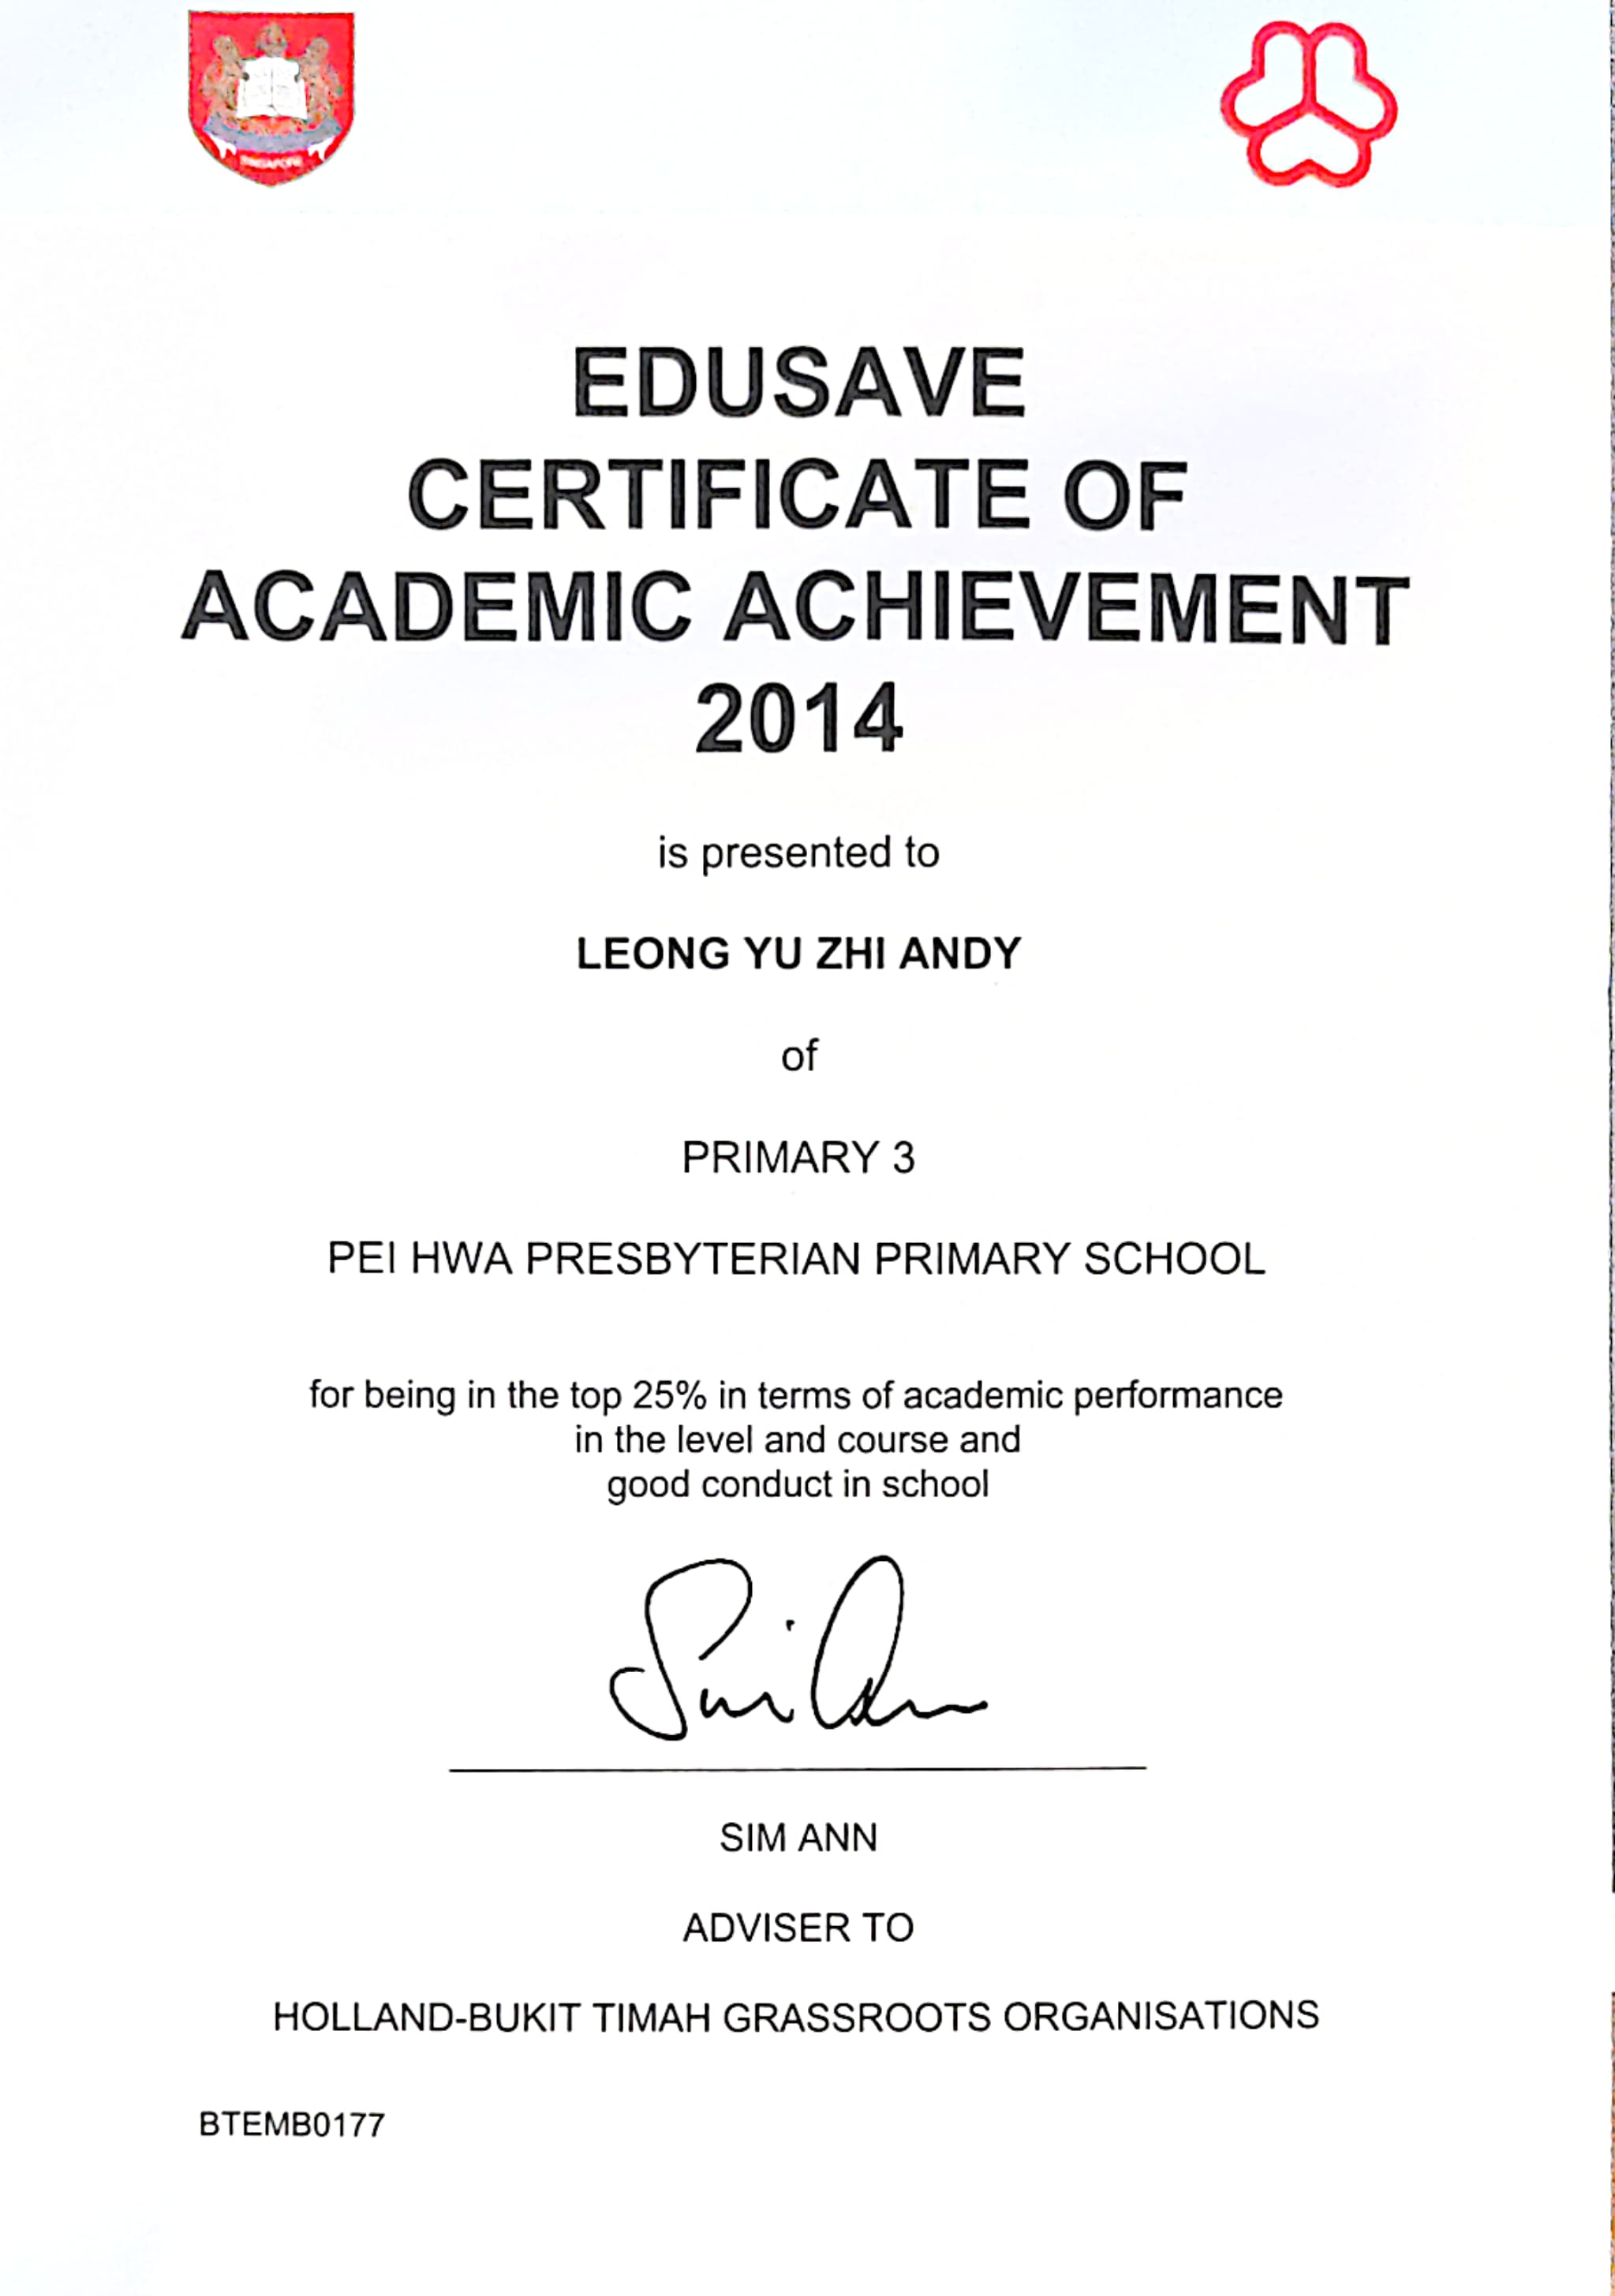 SINGAPORE
EDUSAVE
CERTIFICATE OF
ACADEMIC ACHIEVEMENT
2014
is presented to
LEONG YU ZHI ANDY
of
PRIMARY 3
PEI HWA PRESBYTERIAN PRIMARY SCHOOL
for being in the top 25% in terms of academic performance
in the level and course and
good conduct in school
Sim Ann
SIM ANN
ADVISER TO
HOLLAND-BUKIT TIMAH GRASSROOTS ORGANISATIONS
BTEMB0177